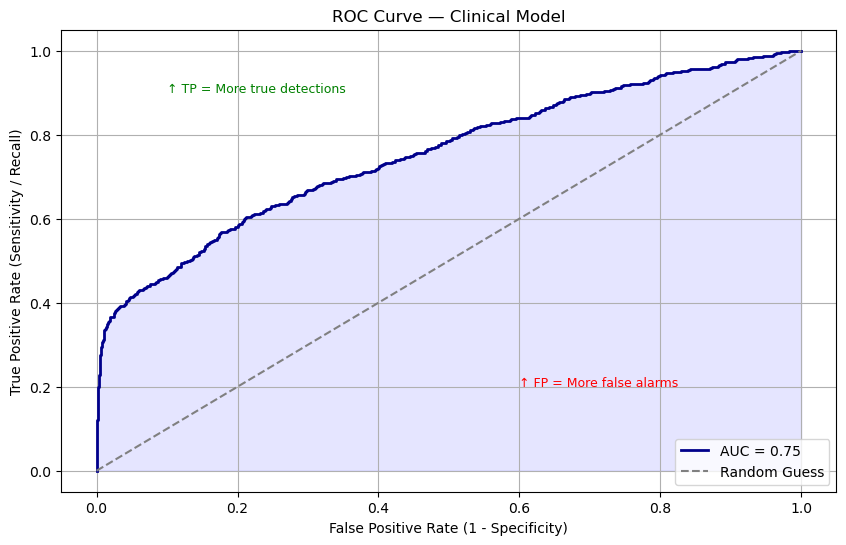 ROC Curve — Clinical Model
True Positive Rate (Sensitivity / Recall)
1.0
0.8
0.6
0.4
0.2
0.0
↑ TP = More true detections
↑ FP = More false alarms
AUC = 0.75
Random Guess
0.0 0.2 0.4 0.6 0.8 1.0
False Positive Rate (1 - Specificity)